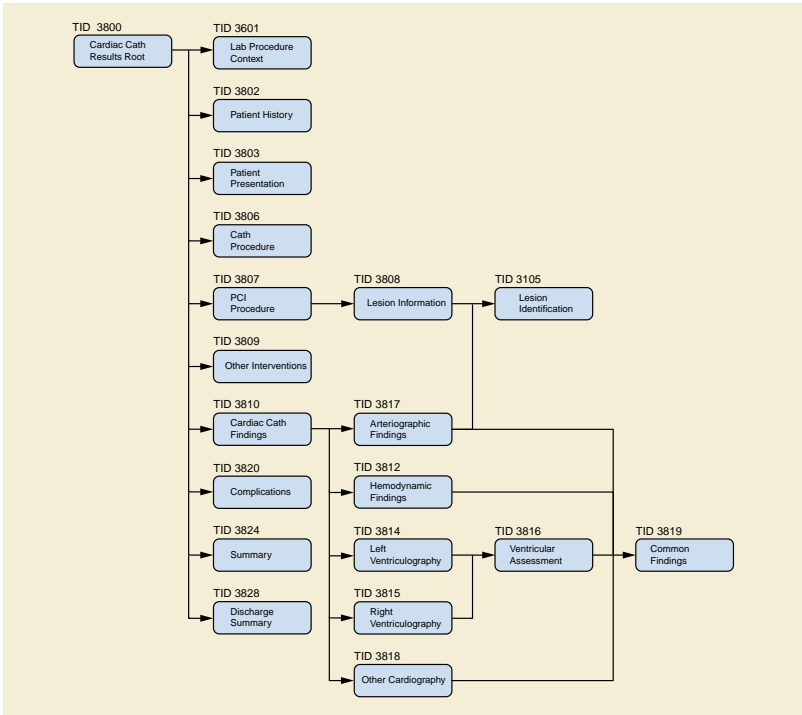 TID 3800
Cardiac Cath
Results Root
TID 3601
Lab Procedure
Context
TID 3802
Patient History
TID 3803
Patient
Presentation
TID 3806
Cath
Procedure
TID 3807
PCI
Procedure
TID 3808
Lesion Information
TID 3105
Lesion
Identification
TID 3809
Other Interventions
TID 3810
Cardiac Cath
Findings
TID 3817
Arteriographic
Findings
TID 3820
Complications
TID 3812
Hemodynamic
Findings
TID 3824
Summary
TID 3814
Left
Ventriculography
TID 3816
Ventricular
Assessment
TID 3819
Common
Findings
TID 3828
Discharge
Summary
TID 3815
Right
Ventriculography
TID 3818
Other Cardiography